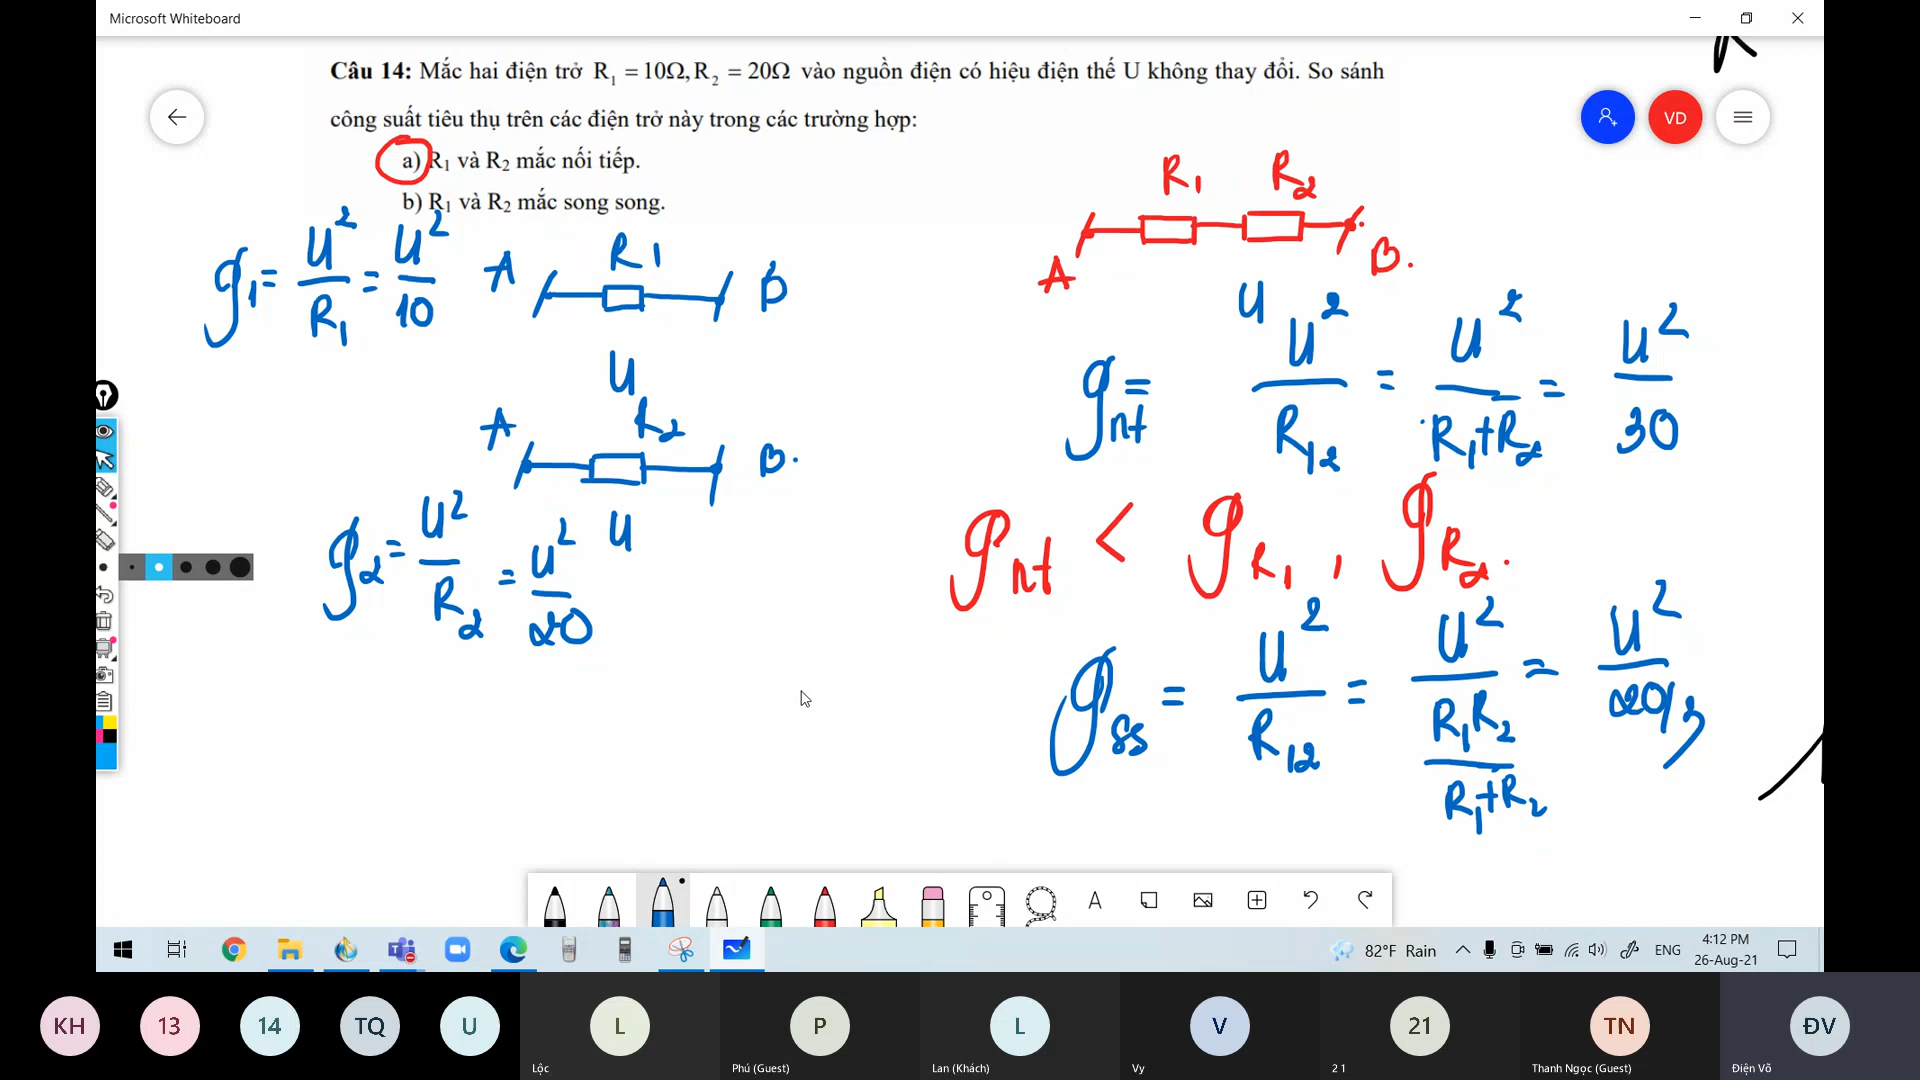 Microsoft Whiteboard
Câu 14: Mắc hai điện trở R₁ = 10Ω, R₂ = 20Ω vào nguồn điện có hiệu điện thế U không thay đổi. So sánh
công suất tiêu thụ trên các điện trở này trong các trường hợp:
a) R₁ và R₂ mắc nối tiếp.
b) R₁ và R₂ mắc song song.
VD
R₁ R₂
A B.
U
P₁ = U²/R₁ = U²/10
A R1 B
U
Pnt = U²/R₁₂ = U²/(R₁+R₂) = U²/30
A R₂ B.
U
P₂ = U²/R₂ = U²/20
Pnt < PR₁, PR₂.
Pss = U²/R₁₂ = U²/(R₁R₂/(R₁+R₂)) = U²/20/3
A
82°F Rain
ENG
4:12 PM
26-Aug-21
KH
13
14
TQ
U
L
Lộc
P
Phú (Guest)
L
Lan (Khách)
V
Vy
21
2 1
TN
Thanh Ngọc (Guest)
ĐV
Điện Võ